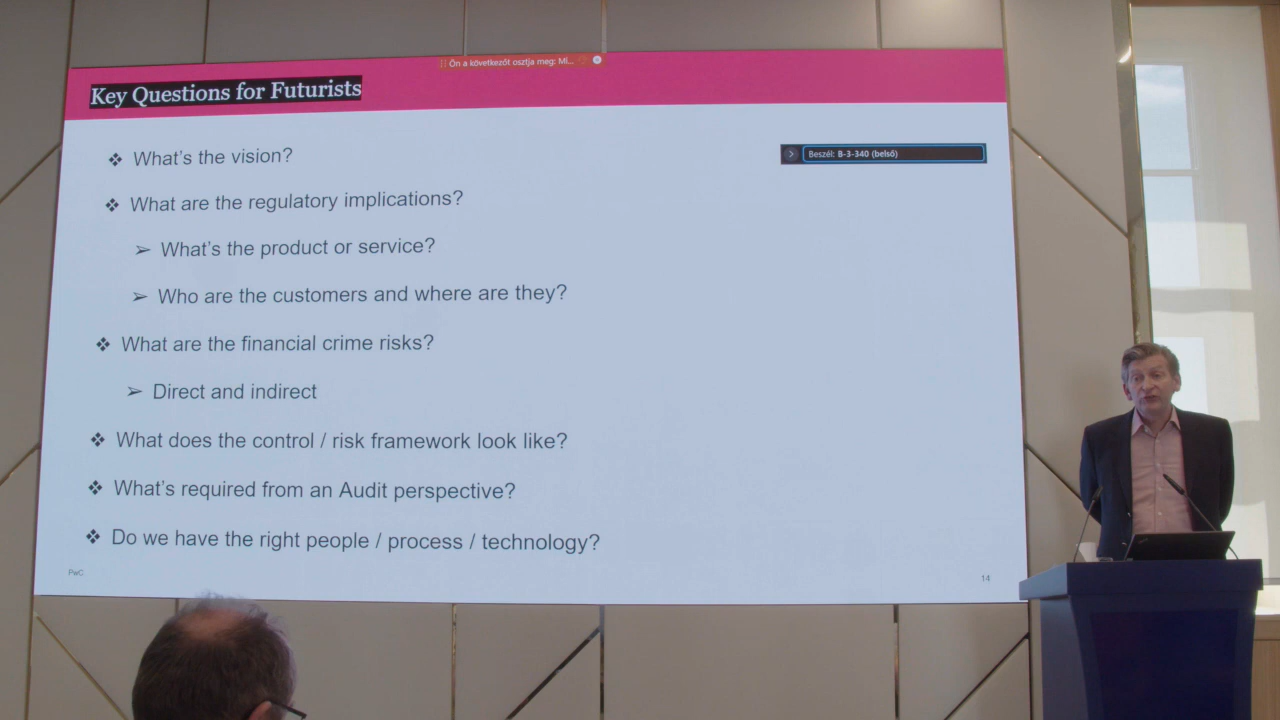 Ön a következőt osztja meg: Mi...
Key Questions for Futurists
❖ What's the vision?
Beszél: B-3-340 (belső)
❖ What are the regulatory implications?
➢ What's the product or service?
➢ Who are the customers and where are they?
❖ What are the financial crime risks?
➢ Direct and indirect
❖ What does the control / risk framework look like?
❖ What's required from an Audit perspective?
❖ Do we have the right people / process / technology?
PwC
14